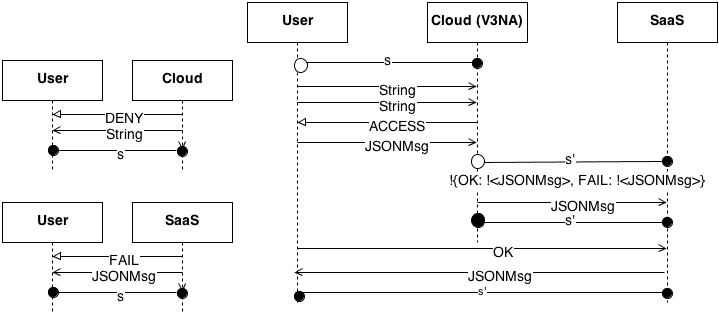 User
Cloud
DENY
String
s
User
SaaS
FAIL
JSONMsg
s
User
Cloud (V3NA)
SaaS
s
String
String
ACCESS
JSONMsg
s'
!{OK: !<JSONMsg>, FAIL: !<JSONMsg>}
JSONMsg
s'
OK
JSONMsg
s'